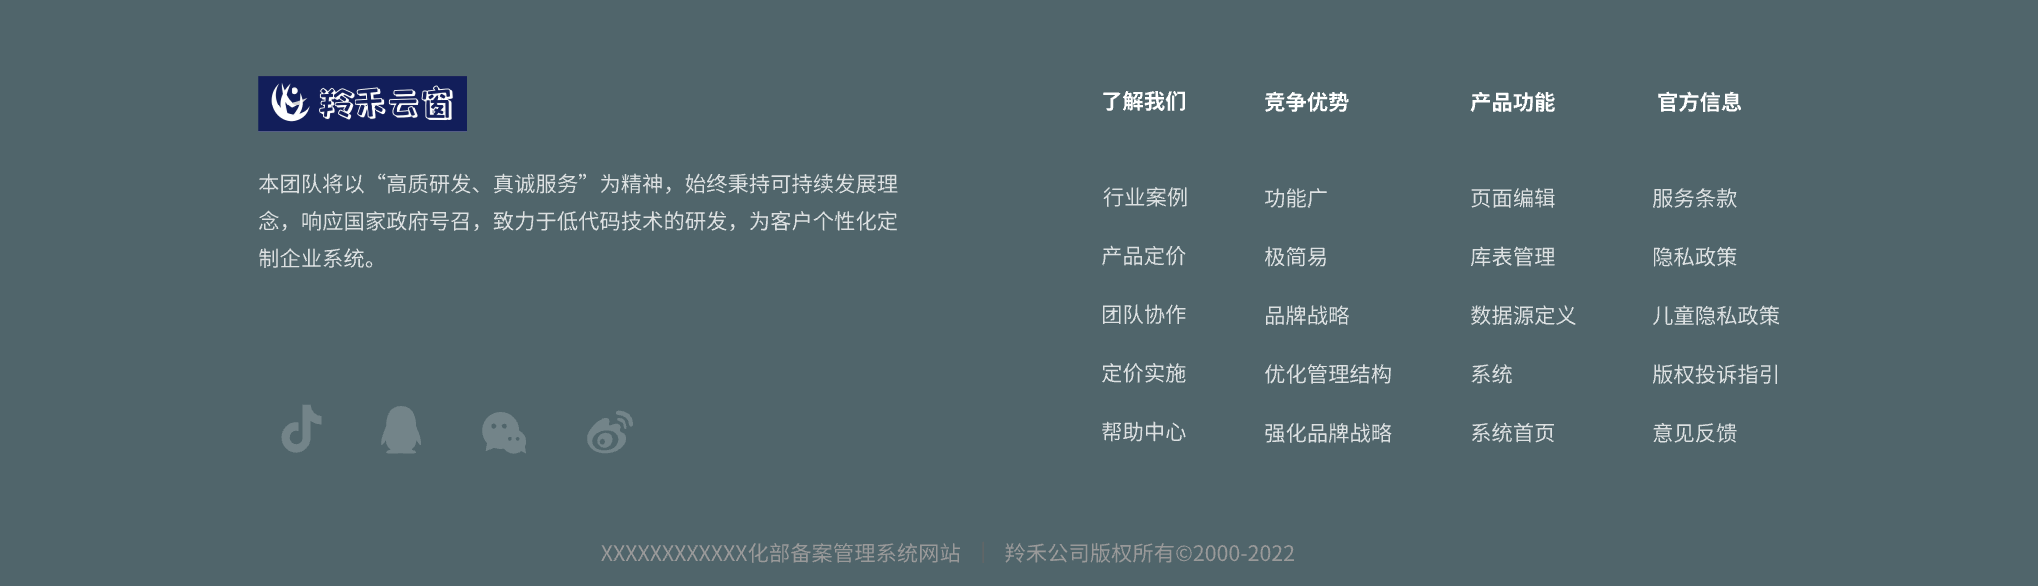 羚禾云窗
本团队将以“高质研发、真诚服务”为精神，始终秉持可持续发展理
念，响应国家政府号召，致力于低代码技术的研发，为客户个性化定
制企业系统。
了解我们
行业案例
产品定价
团队协作
定价实施
帮助中心
竞争优势
功能广
极简易
品牌战略
优化管理结构
强化品牌战略
产品功能
页面编辑
库表管理
数据源定义
系统
系统首页
官方信息
服务条款
隐私政策
儿童隐私政策
版权投诉指引
意见反馈
XXXXXXXXXXXX化部备案管理系统网站 | 羚禾公司版权所有©2000-2022